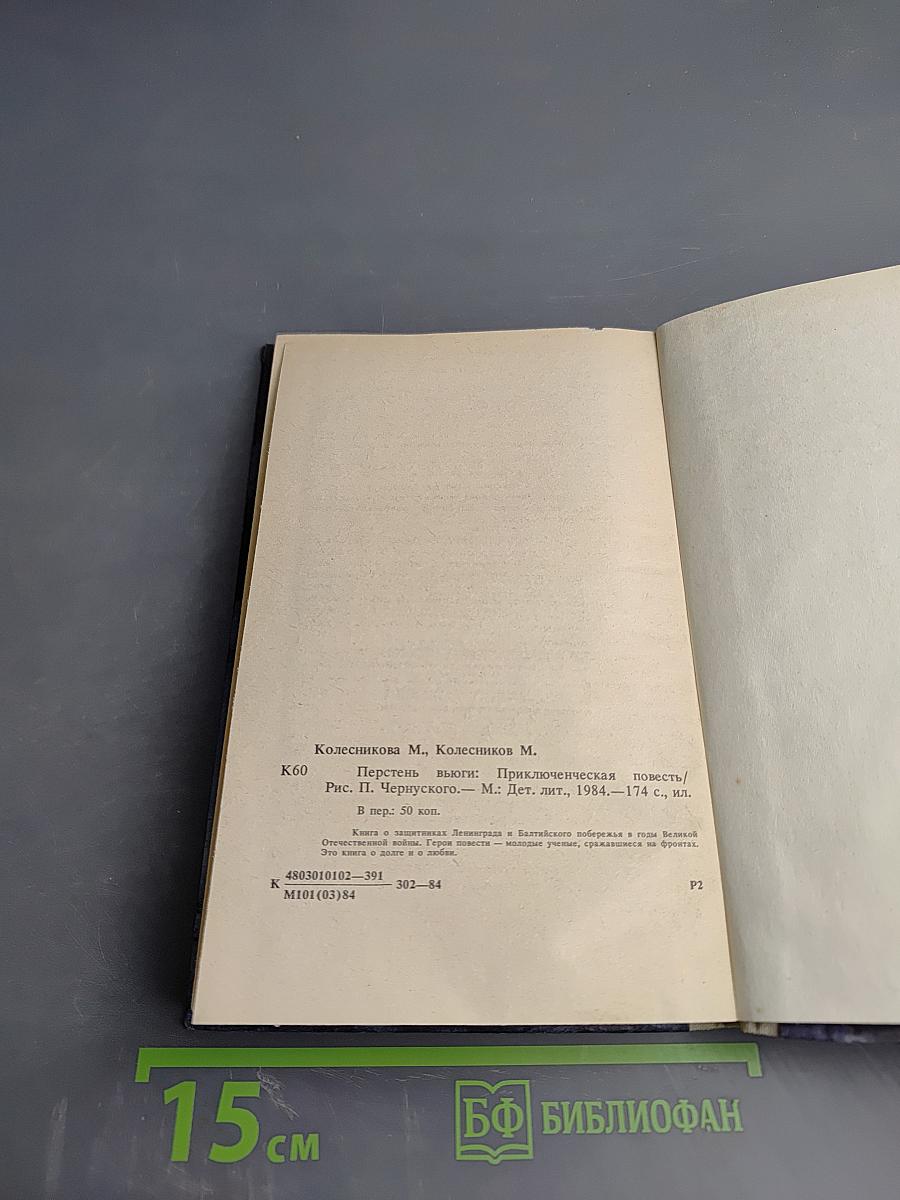 Колесникова М., Колесников М.
К60 Перстень вьюги: Приключенческая повесть/
Рис. П. Чернуского.— М.: Дет. лит., 1984.—174 с., ил.
В пер.: 50 коп.
Книга о защитниках Ленинграда и Балтийского побережья в годы Великой
Отечественной войны. Герои повести — молодые ученые, сражавшиеся на фронтах.
Это книга о долге и о любви.
4803010102—391
К 302—84 Р2
М101(03)84
15 см БФ БИБЛИОФАН